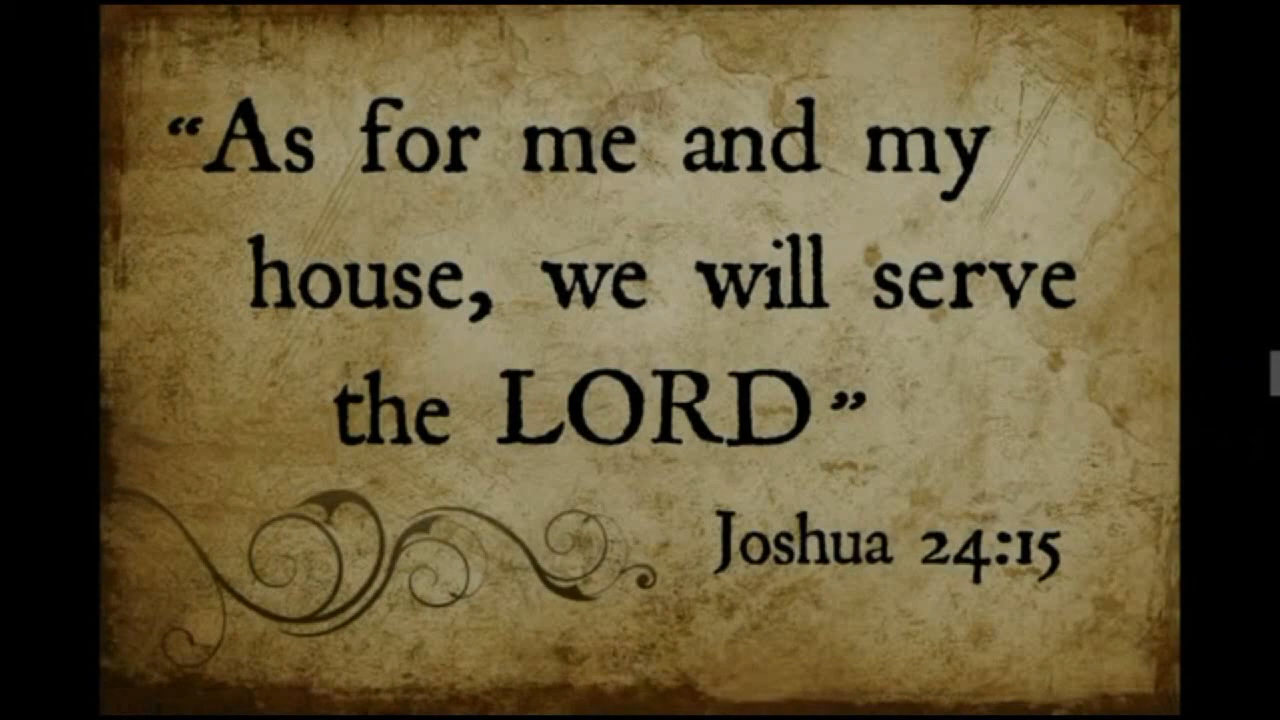 “As for me and my
house, we will serve
the LORD”
Joshua 24:15